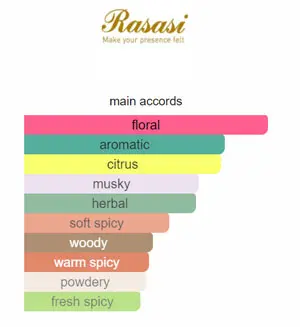 Rasasi
Make your presence felt
main accords
floral
aromatic
citrus
musky
herbal
soft spicy
woody
warm spicy
powdery
fresh spicy